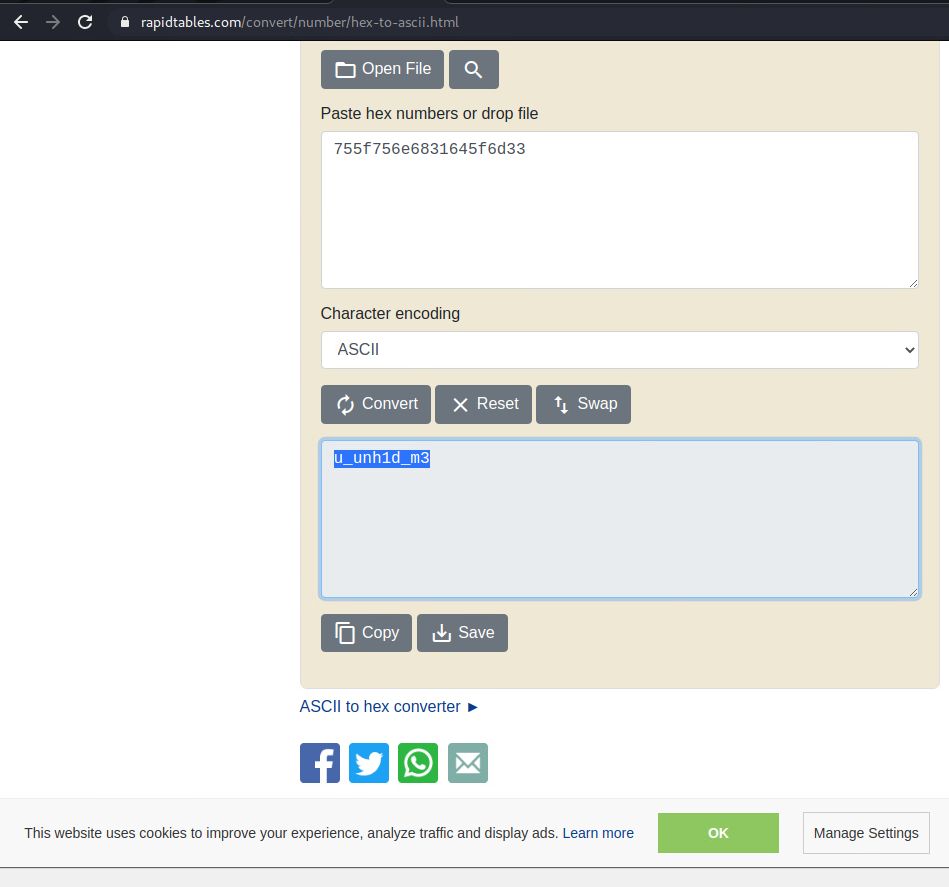 rapidtables.com/convert/number/hex-to-ascii.html
Open File
Paste hex numbers or drop file
755f756e6831645f6d33
Character encoding
ASCII
Convert Reset Swap
u_unh1d_m3
Copy Save
ASCII to hex converter ►
This website uses cookies to improve your experience, analyze traffic and display ads. Learn more OK Manage Settings